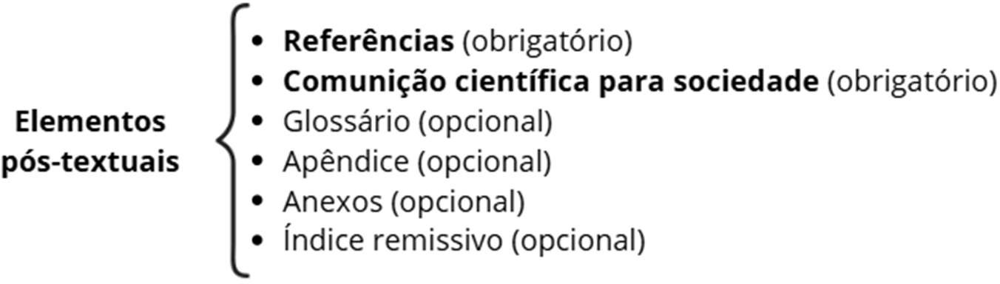 Elementos
pós-textuais
• Referências (obrigatório)
• Comunição científica para sociedade (obrigatório)
• Glossário (opcional)
• Apêndice (opcional)
• Anexos (opcional)
• Índice remissivo (opcional)